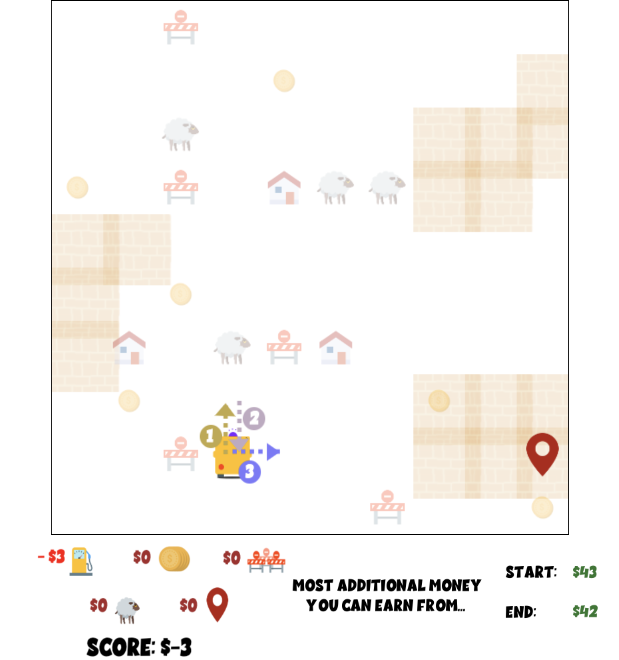 1
2
3
- $3
$0
$0
$0
$0
MOST ADDITIONAL MONEY
YOU CAN EARN FROM...
START: $43
END: $42
SCORE: $-3